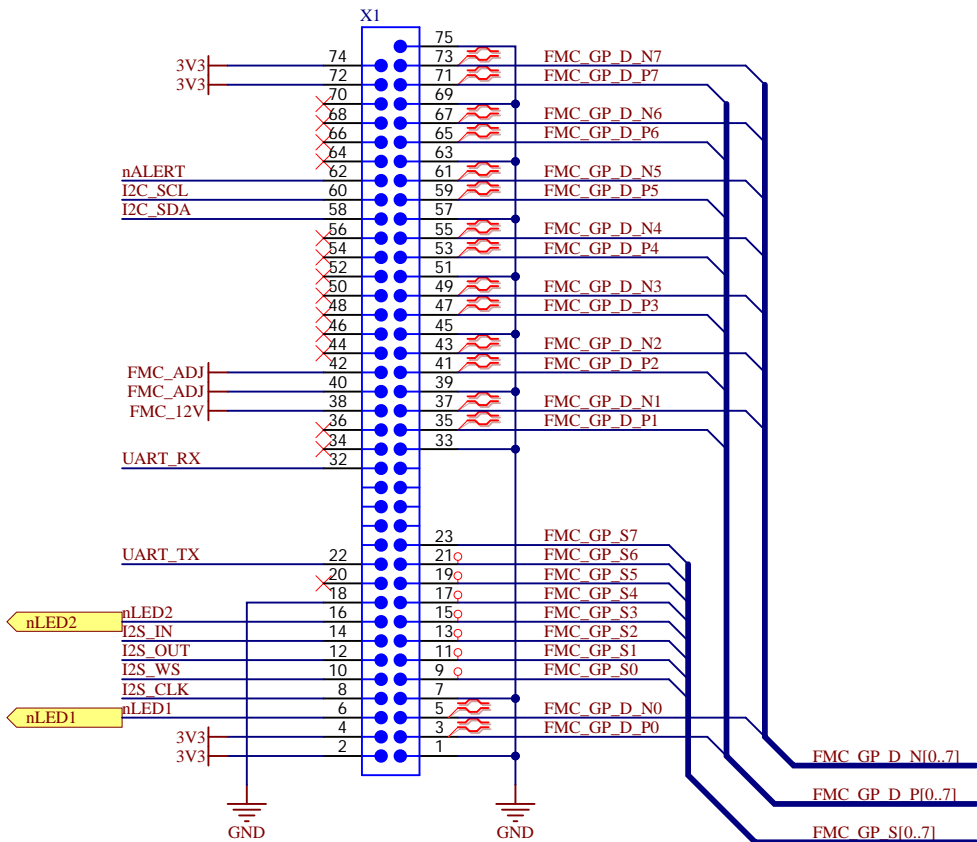 X1
75
74 73 FMC_GP_D_N7
3V3
72 71 FMC_GP_D_P7
3V3
70 69
68 67 FMC_GP_D_N6
66 65 FMC_GP_D_P6
64 63
nALERT 62 61 FMC_GP_D_N5
I2C_SCL 60 59 FMC_GP_D_P5
I2C_SDA 58 57
56 55 FMC_GP_D_N4
54 53 FMC_GP_D_P4
52 51
50 49 FMC_GP_D_N3
48 47 FMC_GP_D_P3
46 45
44 43 FMC_GP_D_N2
FMC_ADJ 42 41 FMC_GP_D_P2
FMC_ADJ 40 39
FMC_12V 38 37 FMC_GP_D_N1
36 35 FMC_GP_D_P1
34 33
UART_RX 32
23 FMC_GP_S7
UART_TX 22 21 FMC_GP_S6
20 19 FMC_GP_S5
18 17 FMC_GP_S4
nLED2 nLED2 16 15 FMC_GP_S3
I2S_IN 14 13 FMC_GP_S2
I2S_OUT 12 11 FMC_GP_S1
I2S_WS 10 9 FMC_GP_S0
I2S_CLK 8 7
nLED1 nLED1 6 5 FMC_GP_D_N0
3V3 4 3 FMC_GP_D_P0
3V3 2 1
FMC_GP_D_N[0..7]
FMC_GP_D_P[0..7]
GND GND FMC_GP_S[0..7]